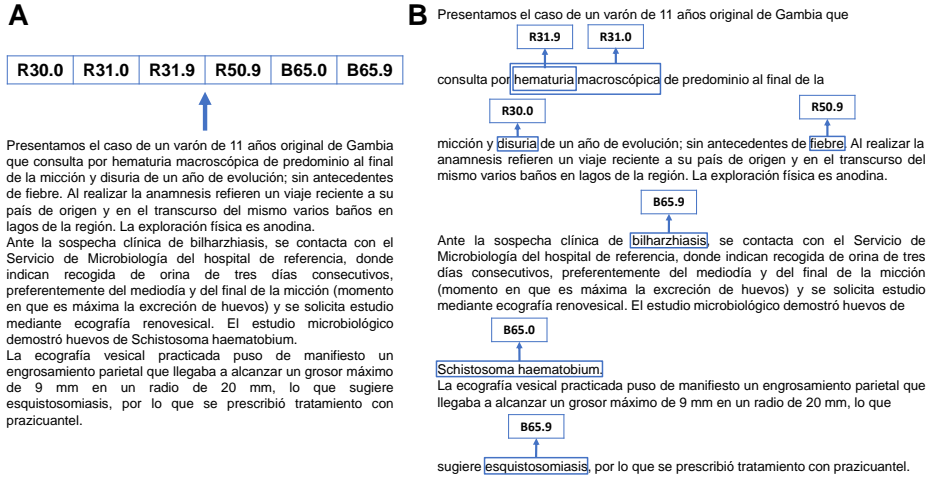 A
R30.0 R31.0 R31.9 R50.9 B65.0 B65.9
Presentamos el caso de un varón de 11 años original de Gambia
que consulta por hematuria macroscópica de predominio al final
de la micción y disuria de un año de evolución; sin antecedentes
de fiebre. Al realizar la anamnesis refieren un viaje reciente a su
país de origen y en el transcurso del mismo varios baños en
lagos de la región. La exploración física es anodina.
Ante la sospecha clínica de bilharzhiasis, se contacta con el
Servicio de Microbiología del hospital de referencia, donde
indican recogida de orina de tres días consecutivos,
preferentemente del mediodía y del final de la micción (momento
en que es máxima la excreción de huevos) y se solicita estudio
mediante ecografía renovesical. El estudio microbiológico
demostró huevos de Schistosoma haematobium.
La ecografía vesical practicada puso de manifiesto un
engrosamiento parietal que llegaba a alcanzar un grosor máximo
de 9 mm en un radio de 20 mm, lo que sugiere
esquistosomiasis, por lo que se prescribió tratamiento con
prazicuantel.
B
Presentamos el caso de un varón de 11 años original de Gambia que
R31.9 R31.0
consulta por hematuria macroscópica de predominio al final de la
R30.0 R50.9
micción y disuria de un año de evolución; sin antecedentes de fiebre. Al realizar la
anamnesis refieren un viaje reciente a su país de origen y en el transcurso del
mismo varios baños en lagos de la región. La exploración física es anodina.
B65.9
Ante la sospecha clínica de bilharzhiasis, se contacta con el Servicio de
Microbiología del hospital de referencia, donde indican recogida de orina de tres
días consecutivos, preferentemente del mediodía y del final de la micción
(momento en que es máxima la excreción de huevos) y se solicita estudio
mediante ecografía renovesical. El estudio microbiológico demostró huevos de
B65.0
Schistosoma haematobium.
La ecografía vesical practicada puso de manifiesto un engrosamiento parietal que
llegaba a alcanzar un grosor máximo de 9 mm en un radio de 20 mm, lo que
B65.9
sugiere esquistosomiasis, por lo que se prescribió tratamiento con prazicuantel.